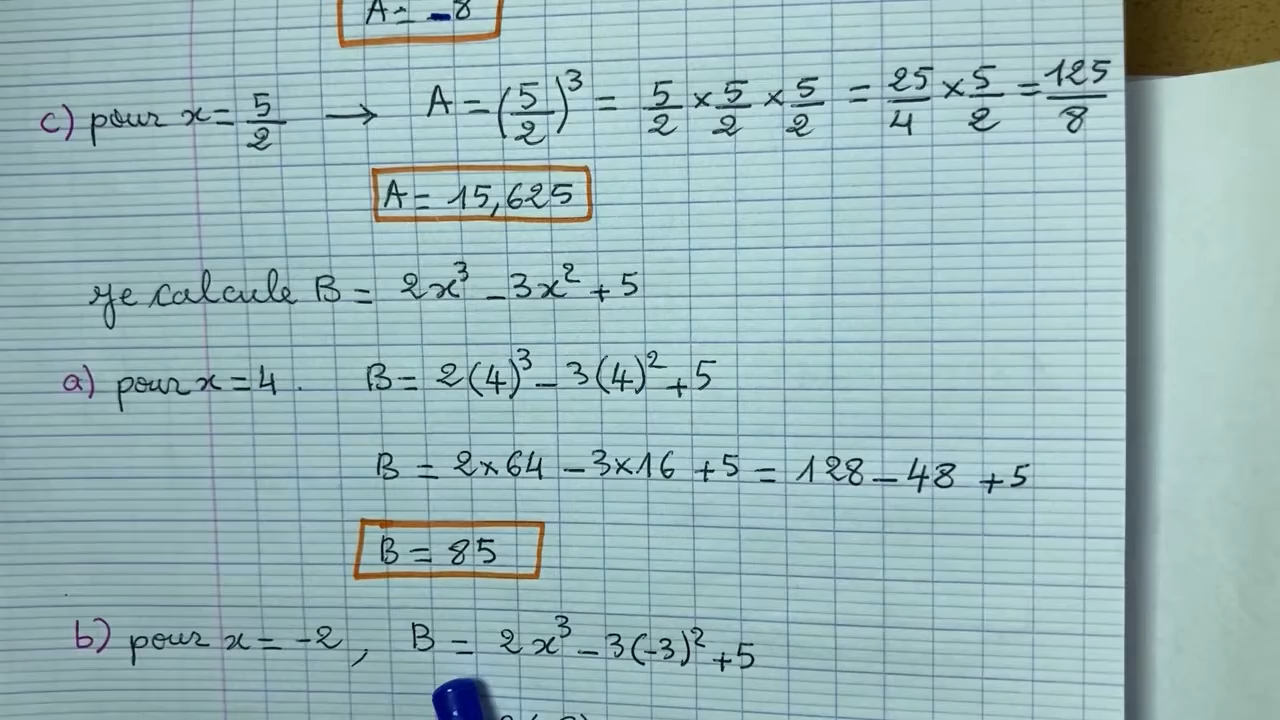 A = -8
c) pour x = 5/2 → A = (5/2)³ = 5/2 × 5/2 × 5/2 = 25/4 × 5/2 = 125/8
A = 15,625
je calcule B = 2x³ - 3x² + 5
a) pour x = 4. B = 2(4)³ - 3(4)² + 5
B = 2×64 - 3×16 + 5 = 128 - 48 + 5
B = 85
b) pour x = -2, B = 2x³ - 3(-3)² + 5